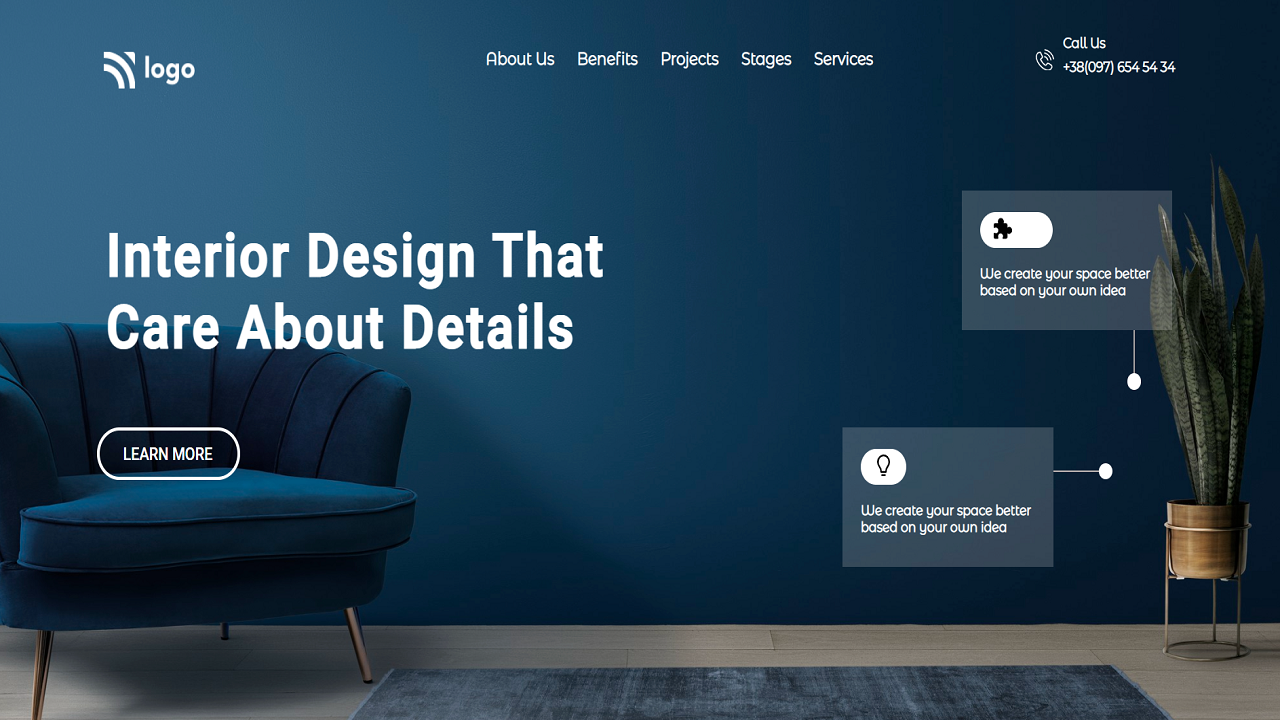 logo
About Us Benefits Projects Stages Services
Call Us
+38(097) 654 54 34
Interior Design That
Care About Details
LEARN MORE
We create your space better
based on your own idea
We create your space better
based on your own idea